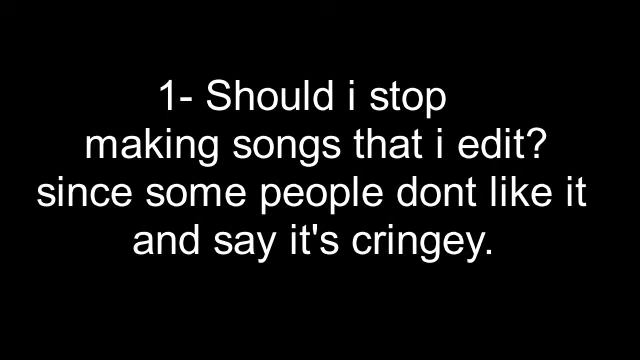 1- Should i stop
making songs that i edit?
since some people dont like it
and say it's cringey.